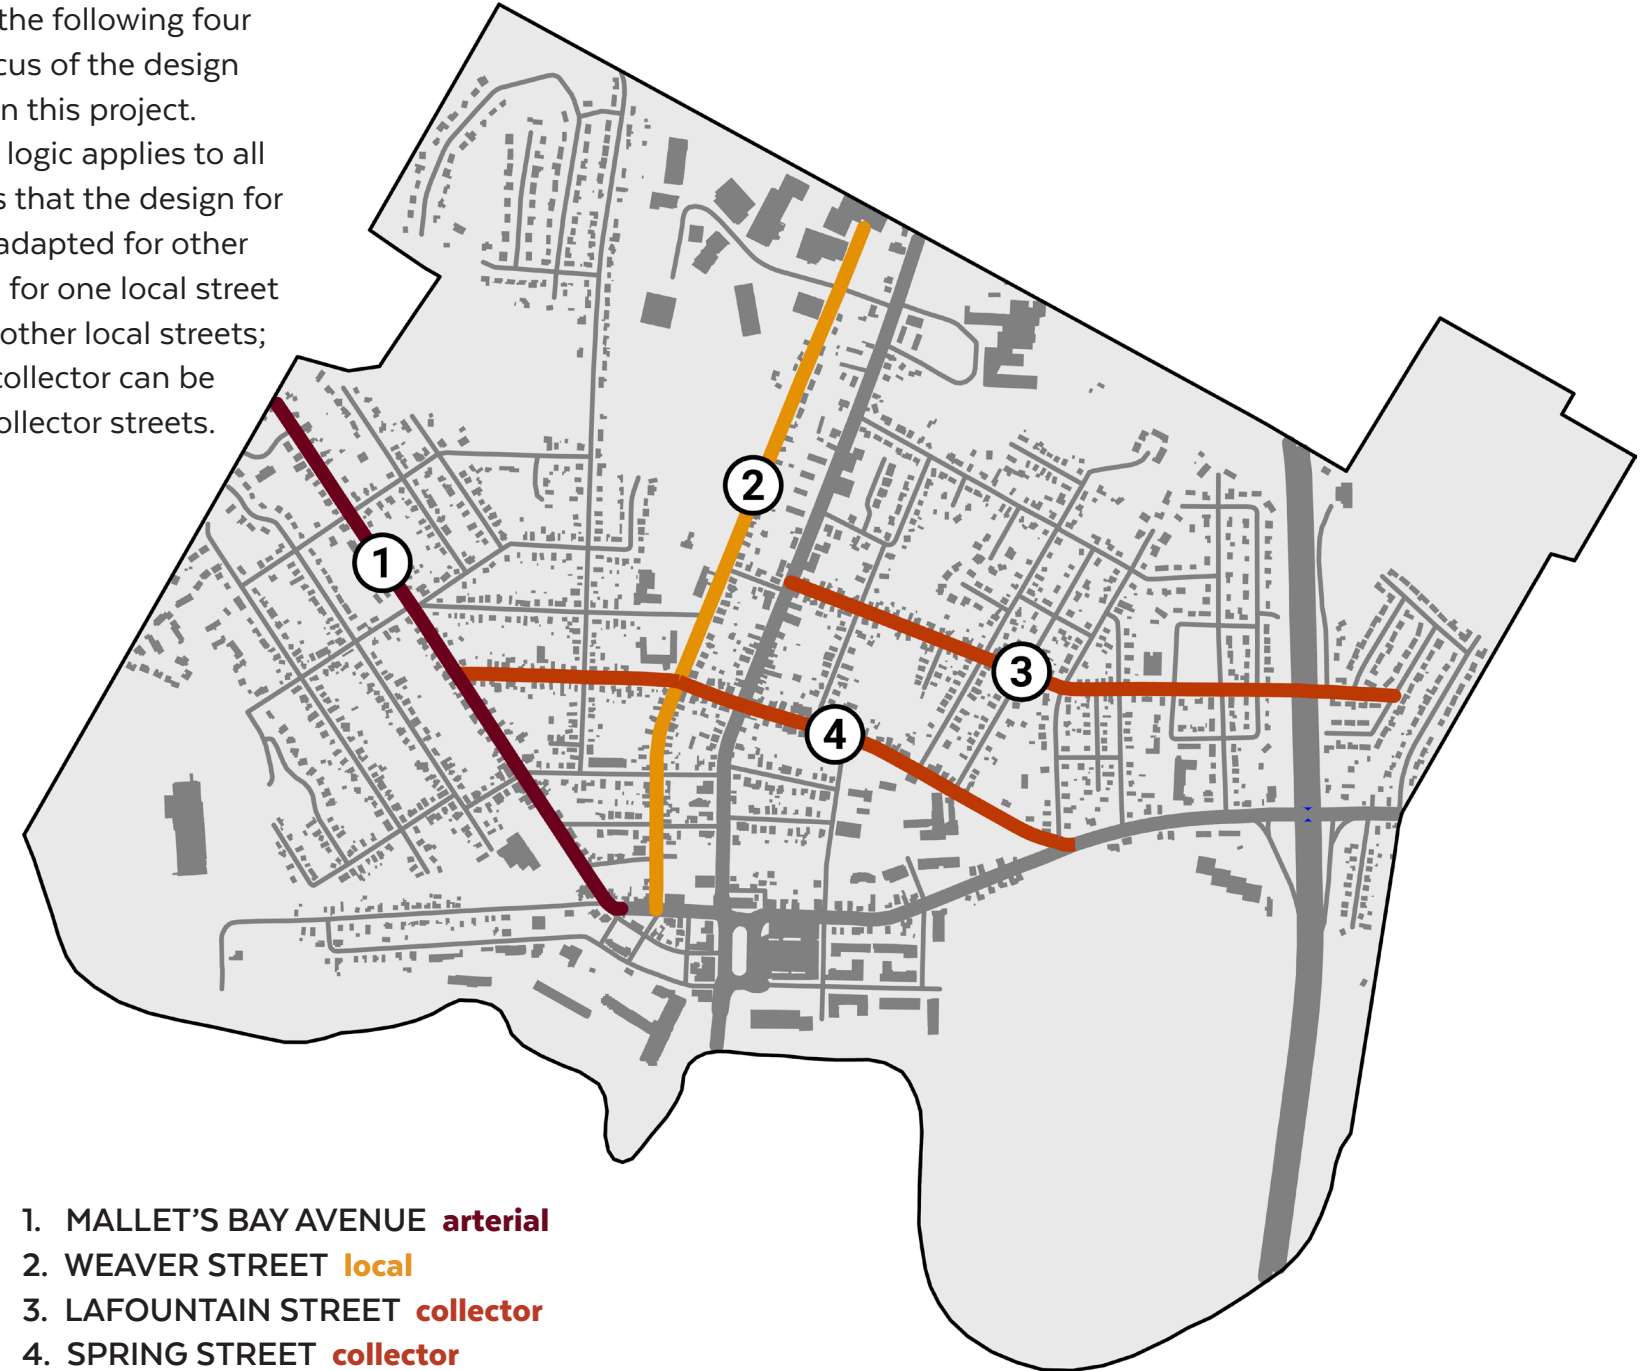 the following four
cus of the design
n this project.
logic applies to all
s that the design for
adapted for other
for one local street
other local streets;
collector can be
ollector streets.
2
1
3
4
1. MALLET’S BAY AVENUE arterial
2. WEAVER STREET local
3. LAFOUNTAIN STREET collector
4. SPRING STREET collector